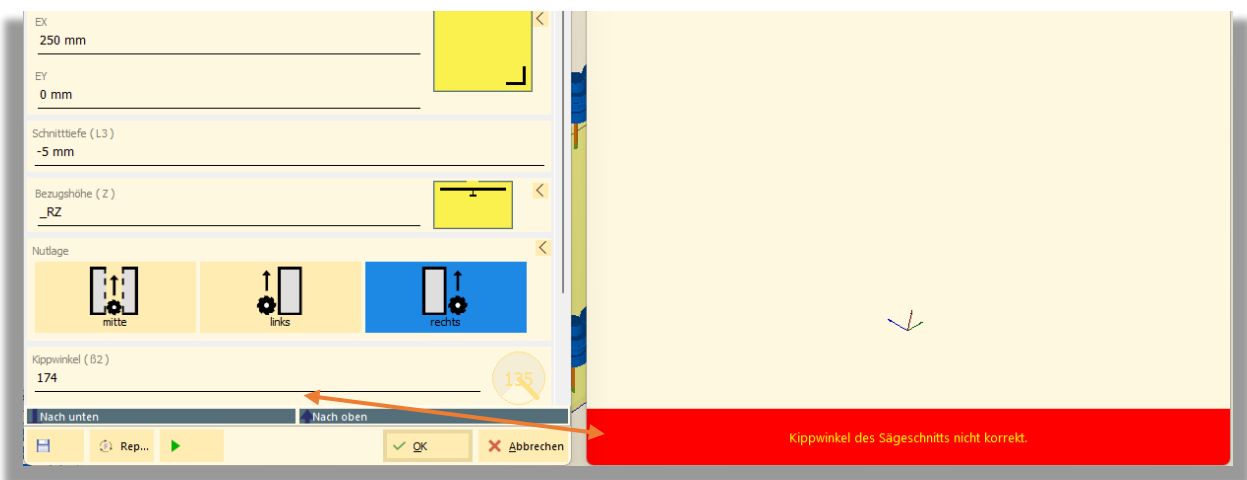 EX
250 mm
EY
0 mm
Schnitttiefe ( L3 )
-5 mm
Bezugshöhe ( Z )
_RZ
Nutlage
mitte
links
rechts
Kippwinkel ( ß2 )
174
135
Nach unten
Nach oben
Rep...
OK
Abbrechen
Kippwinkel des Sägeschnitts nicht korrekt.